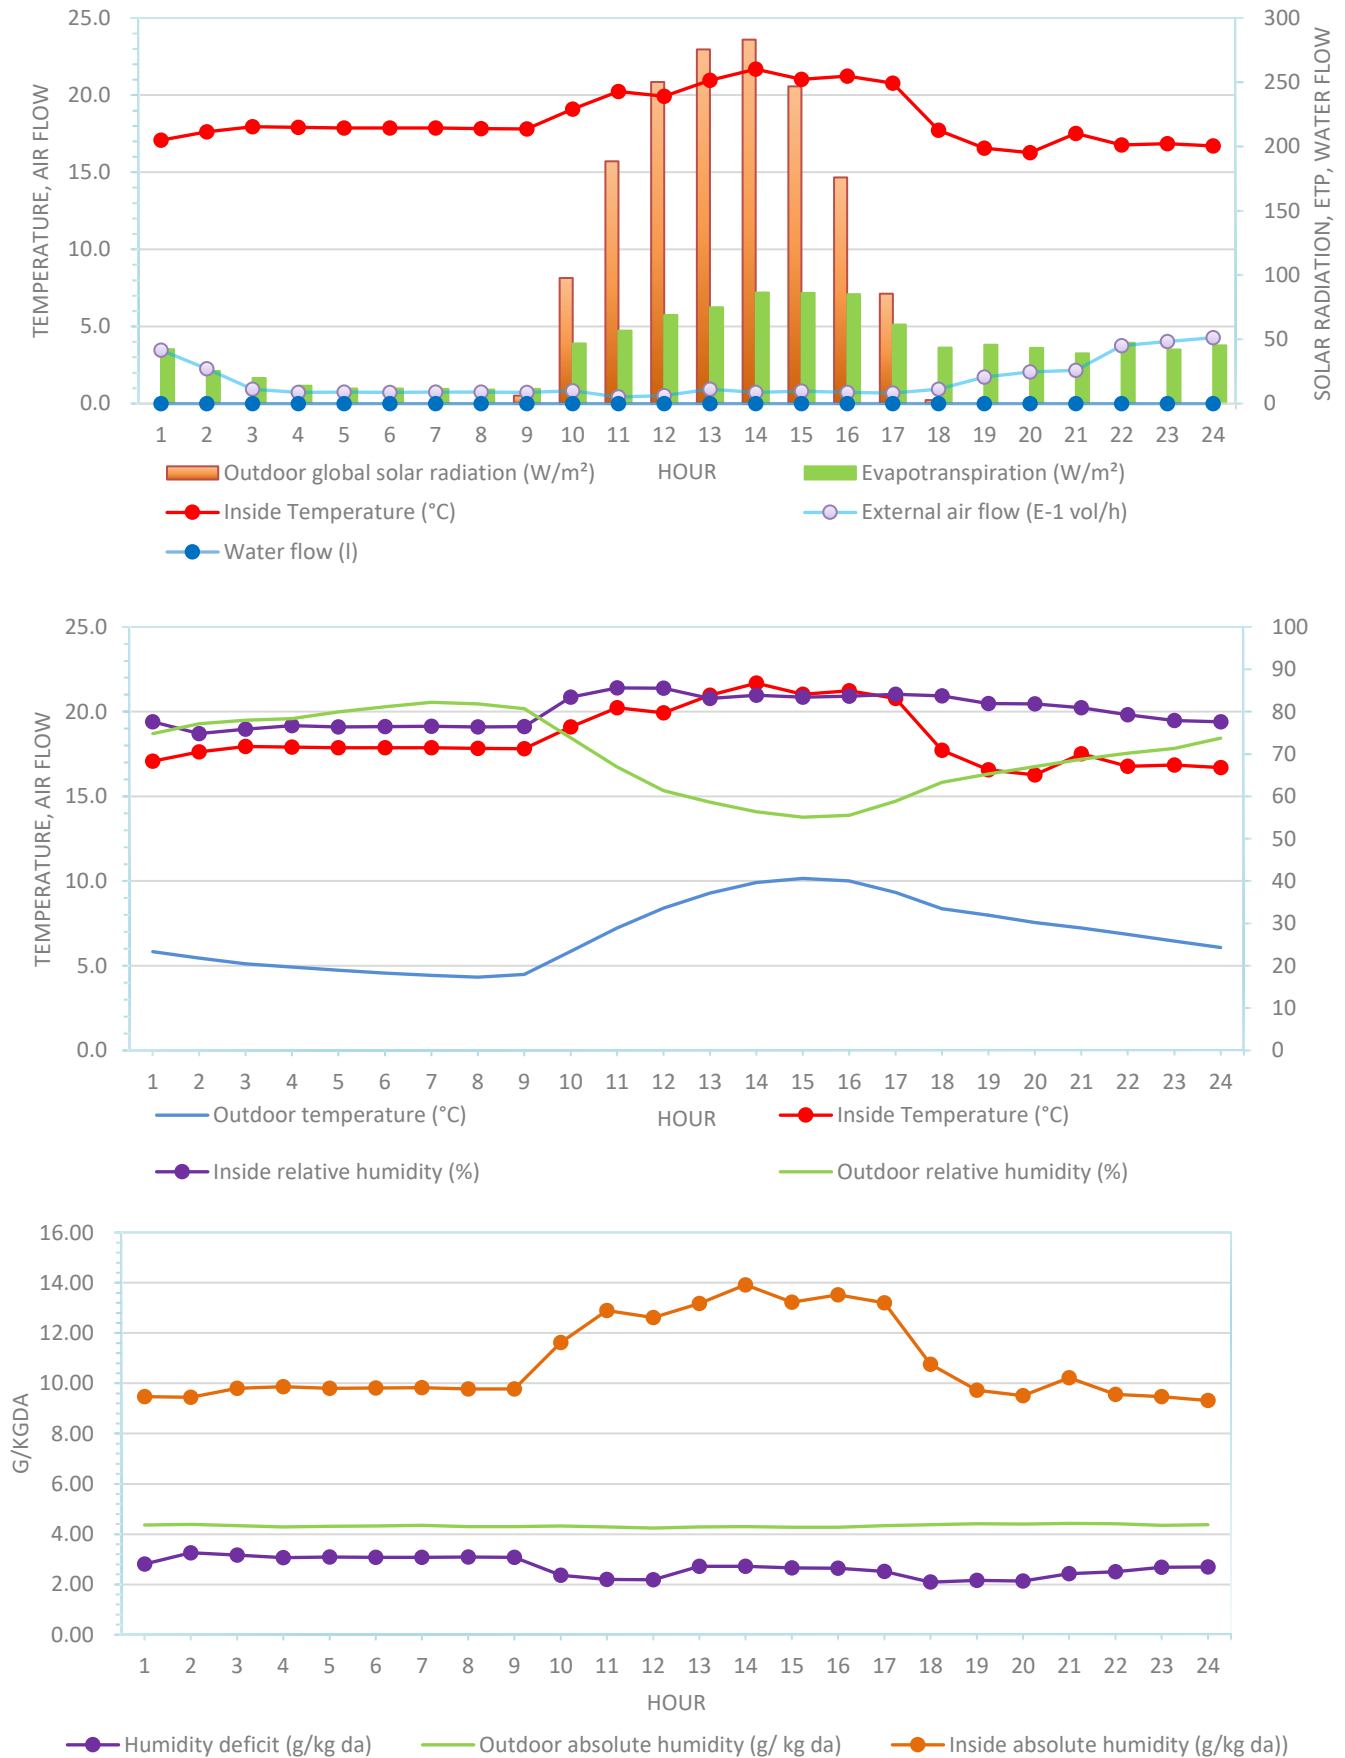 25.0
20.0
15.0
10.0
5.0
0.0
TEMPERATURE, AIR FLOW
300
250
200
150
100
50
0
SOLAR RADIATION, ETP, WATER FLOW
1 2 3 4 5 6 7 8 9 10 11 12 13 14 15 16 17 18 19 20 21 22 23 24
HOUR
Outdoor global solar radiation (W/m²)
Evapotranspiration (W/m²)
Inside Temperature (°C)
External air flow (E-1 vol/h)
Water flow (l)
25.0
20.0
15.0
10.0
5.0
0.0
TEMPERATURE, AIR FLOW
100
90
80
70
60
50
40
30
20
10
0
1 2 3 4 5 6 7 8 9 10 11 12 13 14 15 16 17 18 19 20 21 22 23 24
HOUR
Outdoor temperature (°C)
Inside Temperature (°C)
Inside relative humidity (%)
Outdoor relative humidity (%)
16.00
14.00
12.00
10.00
8.00
6.00
4.00
2.00
0.00
G/KGDA
1 2 3 4 5 6 7 8 9 10 11 12 13 14 15 16 17 18 19 20 21 22 23 24
HOUR
Humidity deficit (g/kg da)
Outdoor absolute humidity (g/ kg da)
Inside absolute humidity (g/kg da))